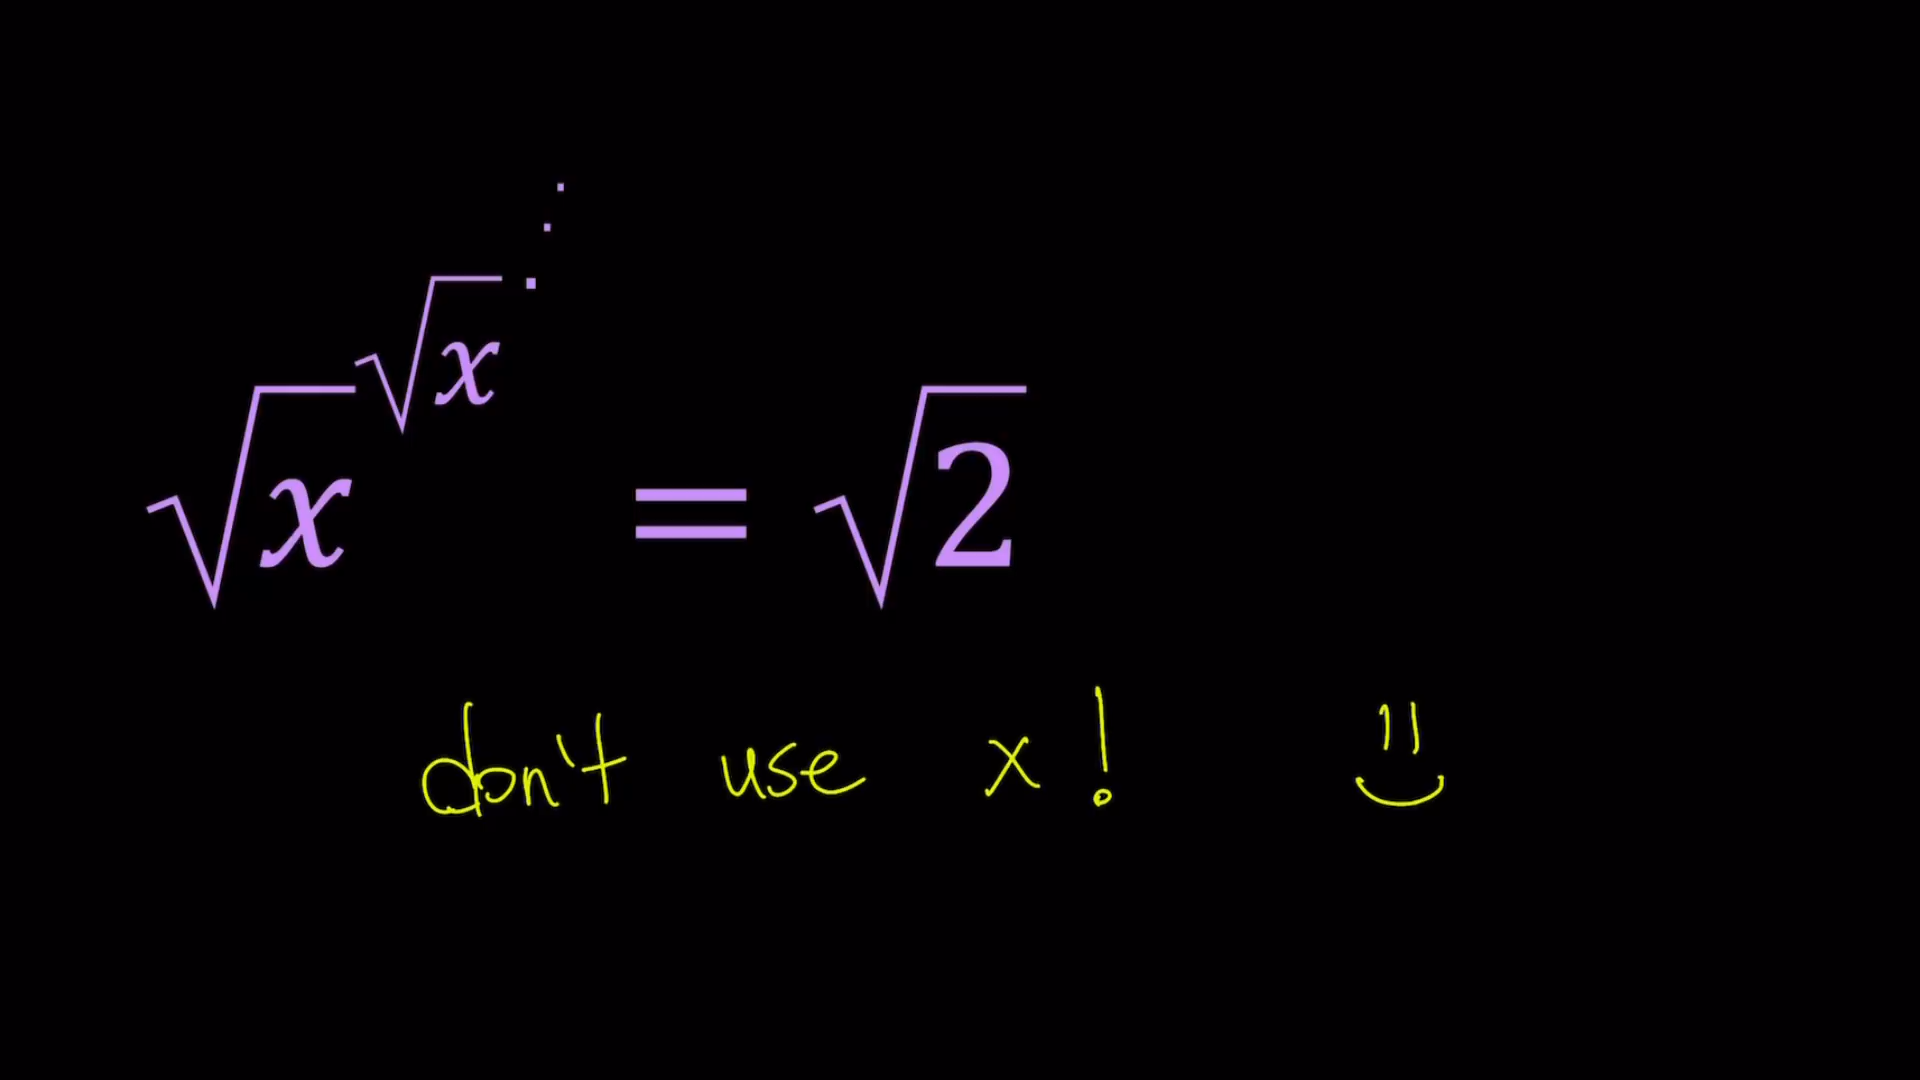 √x^√x^⋰ = √2
don't use x!